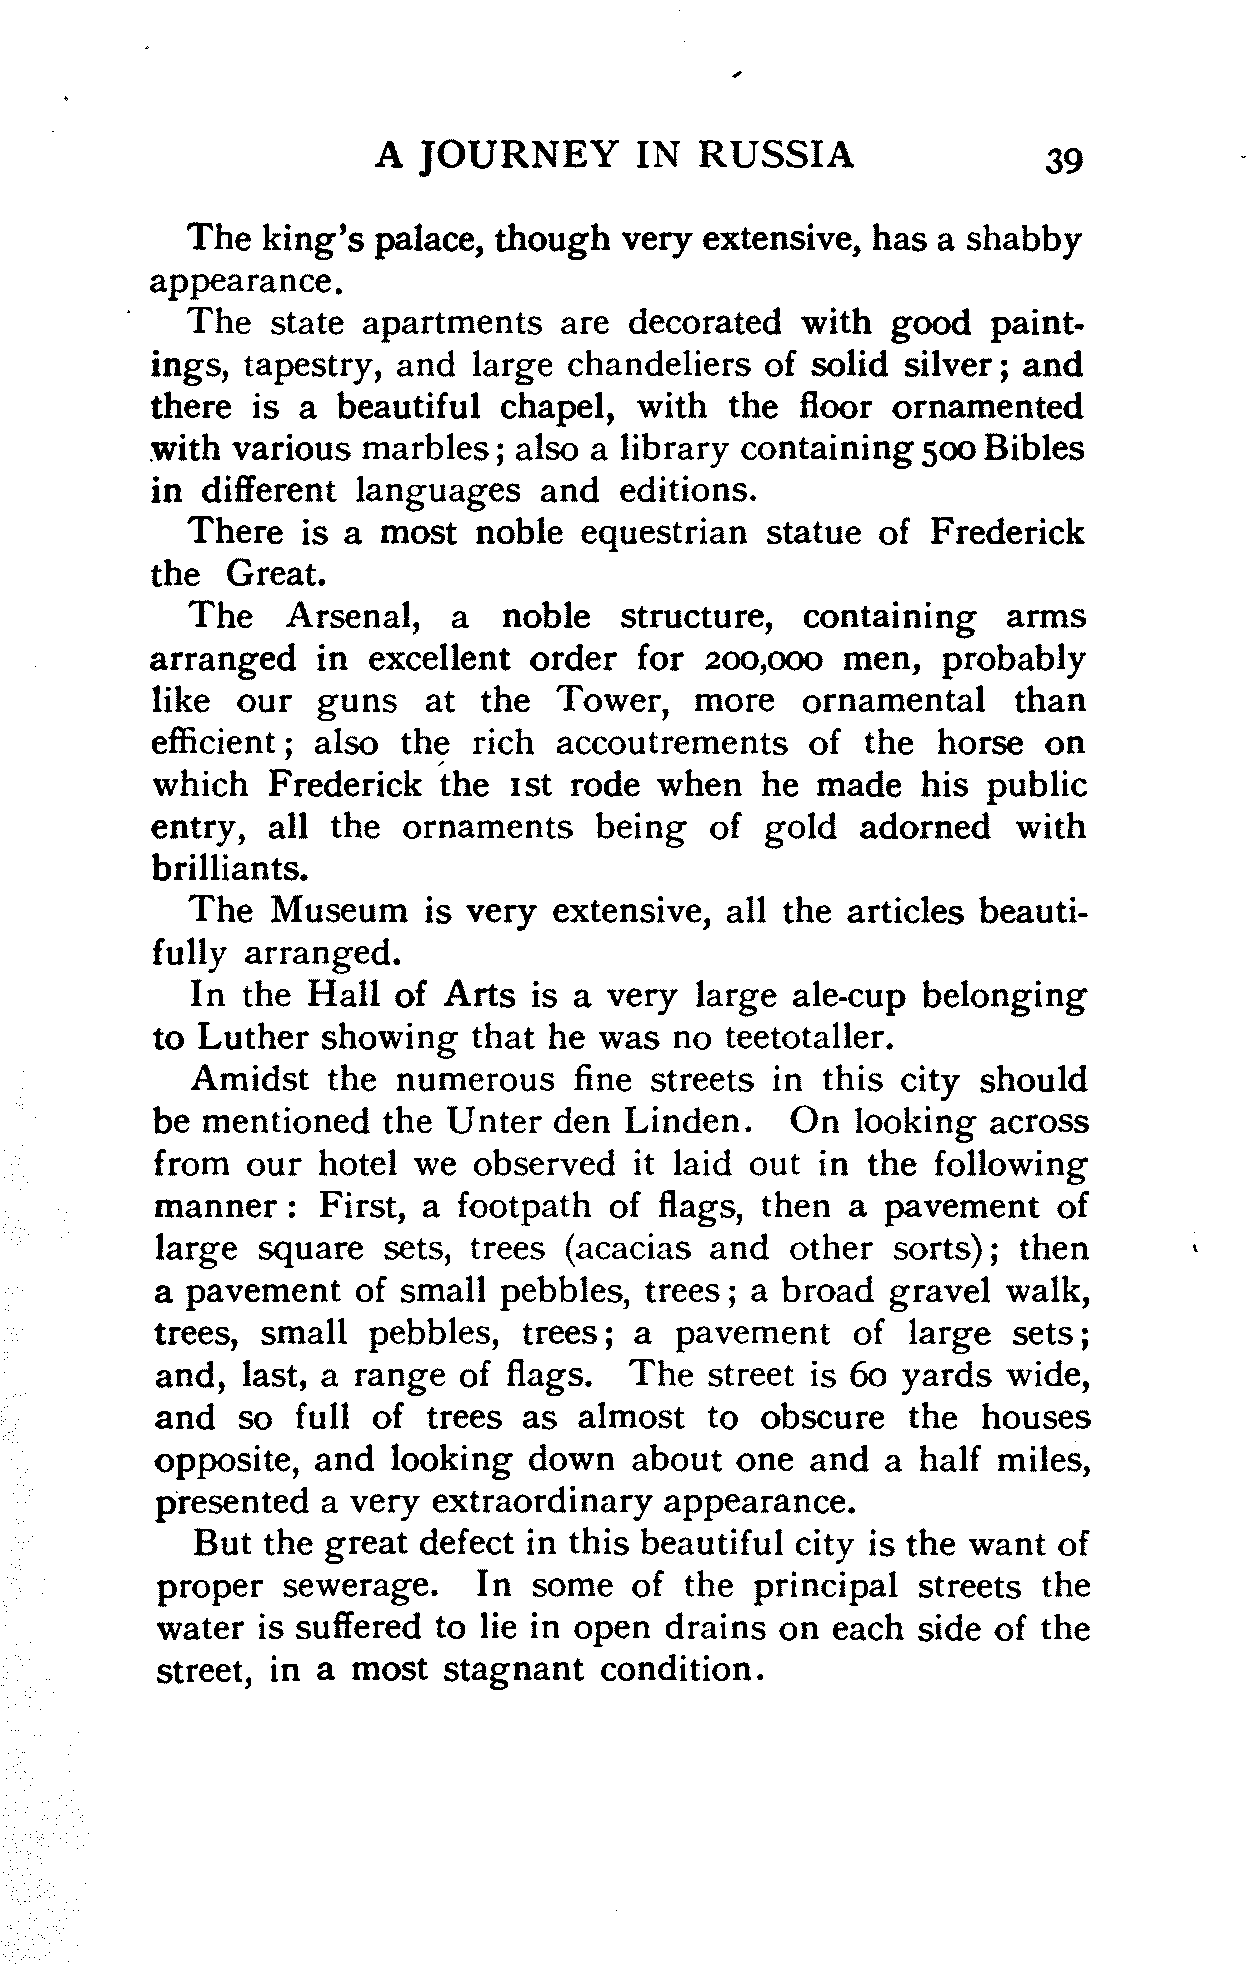 A JOURNEY IN RUSSIA 39
The king's palace, though very extensive, has a shabby
appearance.
The state apartments are decorated with good paint-
ings, tapestry, and large chandeliers of solid silver; and
there is a beautiful chapel, with the floor ornamented
with various marbles; also a library containing 500 Bibles
in different languages and editions.
There is a most noble equestrian statue of Frederick
the Great.
The Arsenal, a noble structure, containing arms
arranged in excellent order for 200,000 men, probably
like our guns at the Tower, more ornamental than
efficient; also the rich accoutrements of the horse on
which Frederick the 1st rode when he made his public
entry, all the ornaments being of gold adorned with
brilliants.
The Museum is very extensive, all the articles beauti-
fully arranged.
In the Hall of Arts is a very large ale-cup belonging
to Luther showing that he was no teetotaller.
Amidst the numerous fine streets in this city should
be mentioned the Unter den Linden. On looking across
from our hotel we observed it laid out in the following
manner: First, a footpath of flags, then a pavement of
large square sets, trees (acacias and other sorts); then
a pavement of small pebbles, trees; a broad gravel walk,
trees, small pebbles, trees; a pavement of large sets;
and, last, a range of flags. The street is 60 yards wide,
and so full of trees as almost to obscure the houses
opposite, and looking down about one and a half miles,
presented a very extraordinary appearance.
But the great defect in this beautiful city is the want of
proper sewerage. In some of the principal streets the
water is suffered to lie in open drains on each side of the
street, in a most stagnant condition.